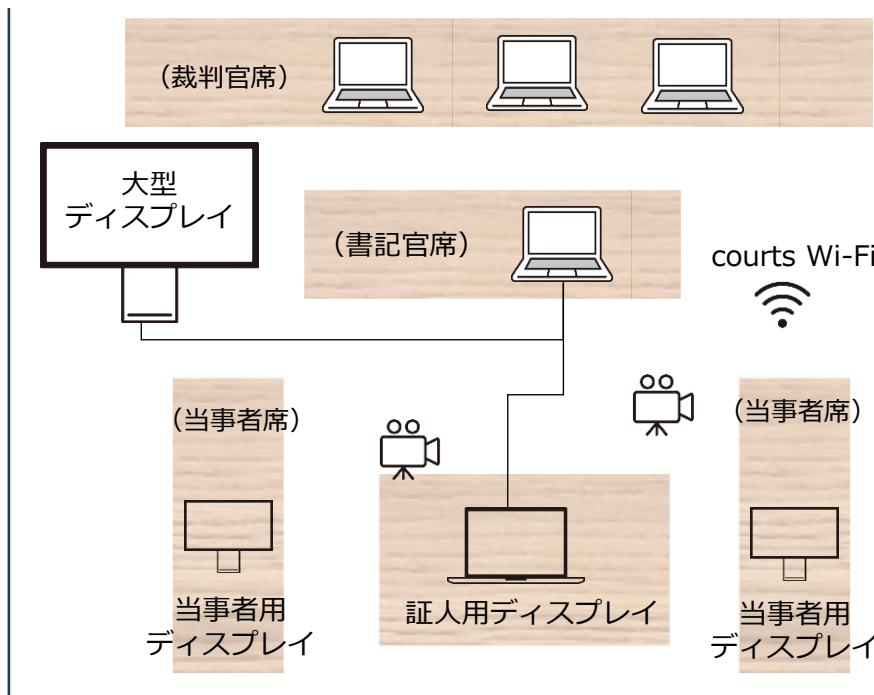 （裁判官席）
大型
ディスプレイ
（書記官席）
courts Wi-Fi
（当事者席）
（当事者席）
当事者用
ディスプレイ
証人用ディスプレイ
当事者用
ディスプレイ